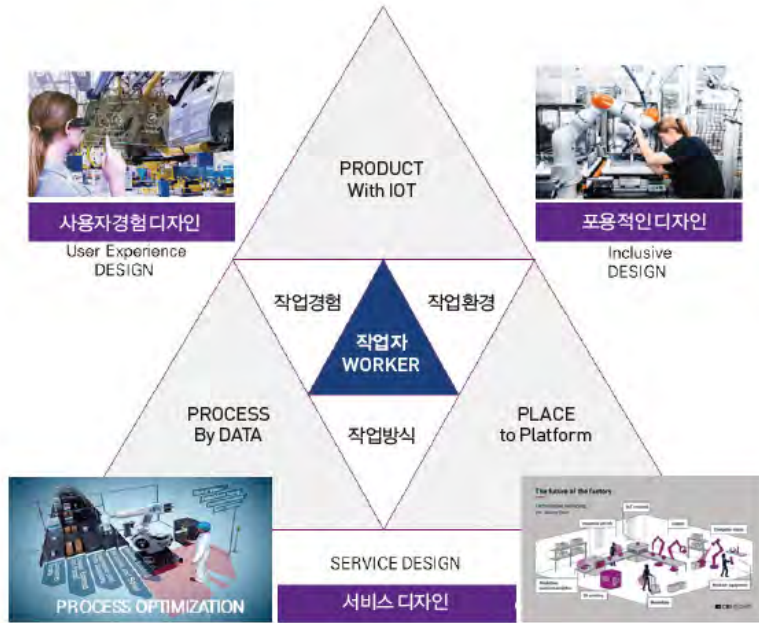 PRODUCT
With IOT
사용자경험디자인
User Experience
DESIGN
포용적인디자인
Inclusive
DESIGN
작업경험
작업환경
작업자
WORKER
PROCESS
By DATA
작업방식
PLACE
to Platform
PROCESS OPTIMIZATION
The future of the factory
SERVICE DESIGN
서비스 디자인